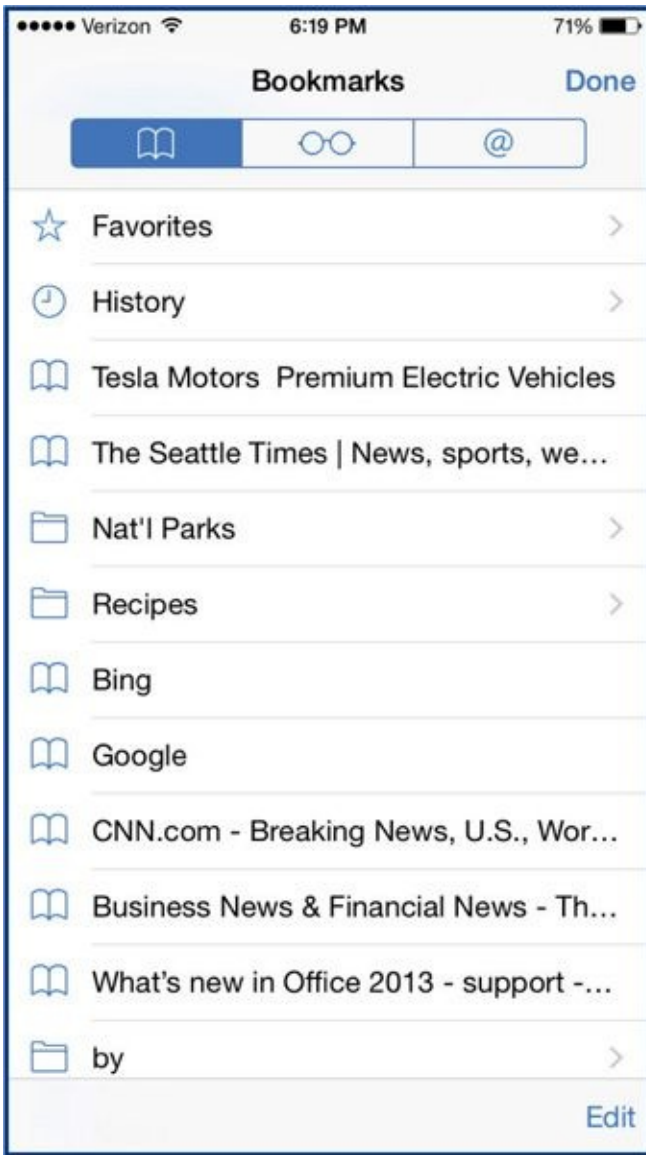 Verizon 6:19 PM 71%
Bookmarks Done
@
Favorites
History
Tesla Motors  Premium Electric Vehicles
The Seattle Times | News, sports, we...
Nat'l Parks
Recipes
Bing
Google
CNN.com - Breaking News, U.S., Wor...
Business News & Financial News - Th...
What's new in Office 2013 - support -...
by
Edit